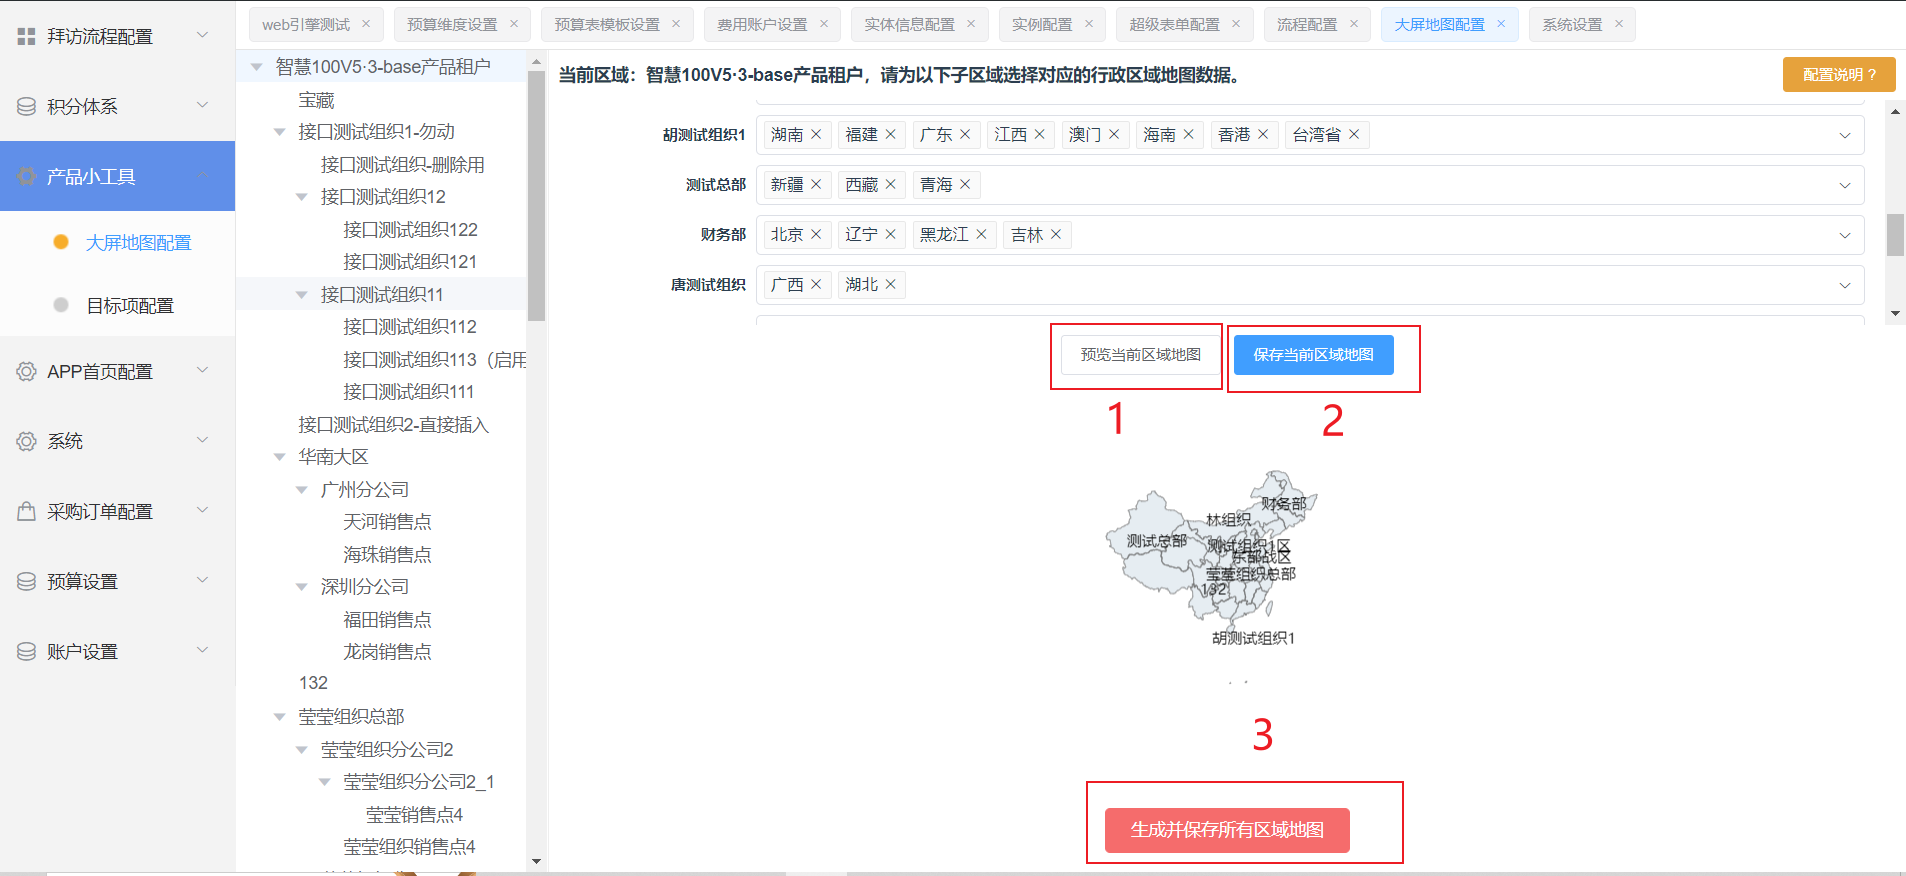 拜访流程配置
积分体系
产品小工具
大屏地图配置
目标项配置
APP首页配置
系统
采购订单配置
预算设置
账户设置
web引擎测试 × 预算维度设置 × 预算表模板设置 × 费用账户设置 × 实体信息配置 × 实例配置 × 超级表单配置 × 流程配置 × 大屏地图配置 × 系统设置 ×
智慧100V5·3-base产品租户
宝藏
接口测试组织1-勿动
接口测试组织-删除用
接口测试组织12
接口测试组织122
接口测试组织121
接口测试组织11
接口测试组织112
接口测试组织113（启用
接口测试组织111
接口测试组织2-直接插入
华南大区
广州分公司
天河销售点
海珠销售点
深圳分公司
福田销售点
龙岗销售点
132
莹莹组织总部
莹莹组织分公司2
莹莹组织分公司2_1
莹莹销售点4
莹莹组织销售点4
当前区域：智慧100V5·3-base产品租户，请为以下子区域选择对应的行政区域地图数据。
配置说明 ?
胡测试组织1 湖南 × 福建 × 广东 × 江西 × 澳门 × 海南 × 香港 × 台湾省 ×
测试总部 新疆 × 西藏 × 青海 ×
财务部 北京 × 辽宁 × 黑龙江 × 吉林 ×
唐测试组织 广西 × 湖北 ×
预览当前区域地图 保存当前区域地图
1 2
财务部
林组织
测试总部
测试组织1区
东部战区
莹莹组织总部
132
胡测试组织1
3
生成并保存所有区域地图